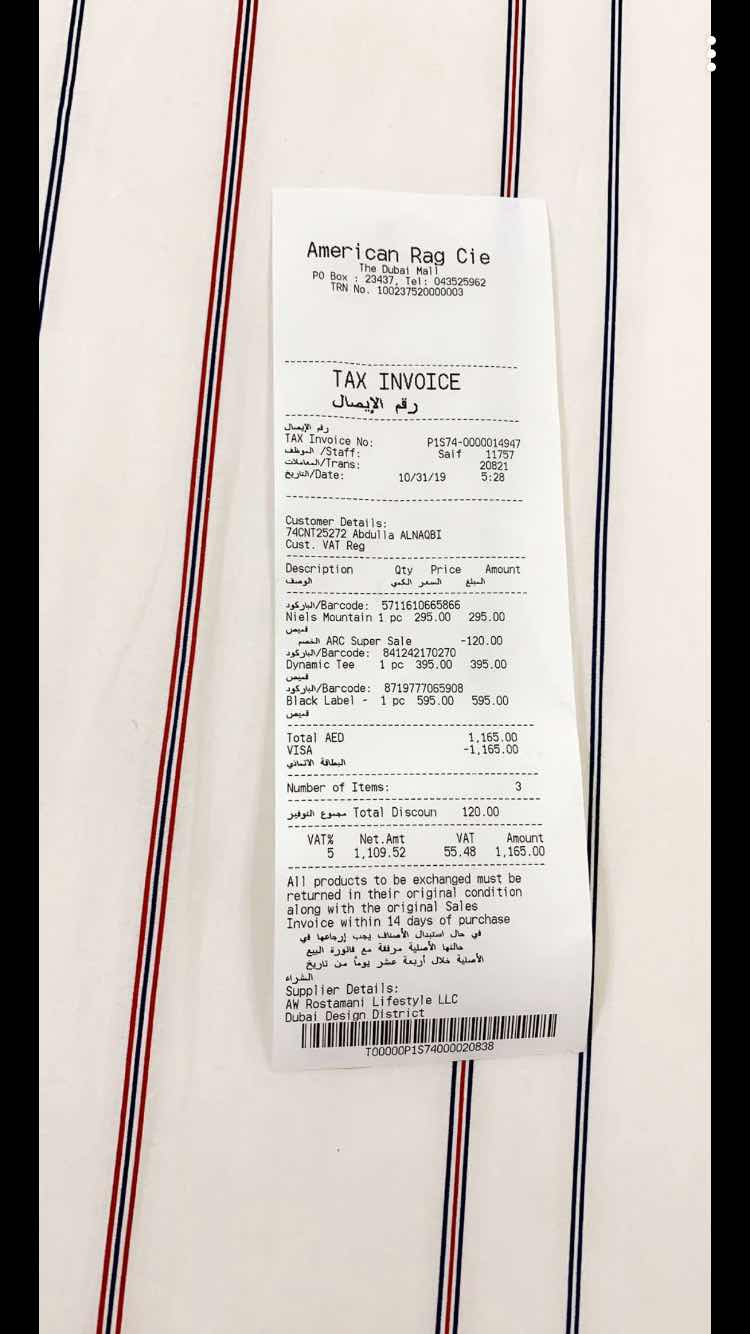 American Rag Cie
The Dubai Mall
PO Box : 23437, Tel: 043525962
TRN No. 100237520000003
TAX INVOICE
رقم الإيصال
رقم الإيصال
TAX Invoice No: P1S74-0000014947
الموظف /Staff: Saif 11757
المعاملات/Trans: 20821
التاريخ/Date: 10/31/19 5:28
Customer Details:
74CNT25272 Abdulla ALNAQBI
Cust. VAT Reg
Description Qty Price Amount
الوصف الكمي السعر المبلغ
الباركود/Barcode: 5711610665866
Niels Mountain 1 pc 295.00 295.00
قميص
الخصم ARC Super Sale -120.00
الباركود/Barcode: 841242170270
Dynamic Tee 1 pc 395.00 395.00
قميص
الباركود/Barcode: 8719777065908
Black Label - 1 pc 595.00 595.00
قميص
Total AED 1,165.00
VISA -1,165.00
البطاقة الائتماني
Number of Items: 3
مجموع التوفير Total Discoun 120.00
VAT% Net.Amt VAT Amount
5 1,109.52 55.48 1,165.00
All products to be exchanged must be
returned in their original condition
along with the original Sales
Invoice within 14 days of purchase
في حال استبدال الأصناف يجب إرجاعها في
حالتها الأصلية مرفقة مع فاتورة البيع
الأصلية خلال أربعة عشر يوماً من تاريخ
الشراء
Supplier Details:
AW Rostamani Lifestyle LLC
Dubai Design District
T00000P1S74000020838